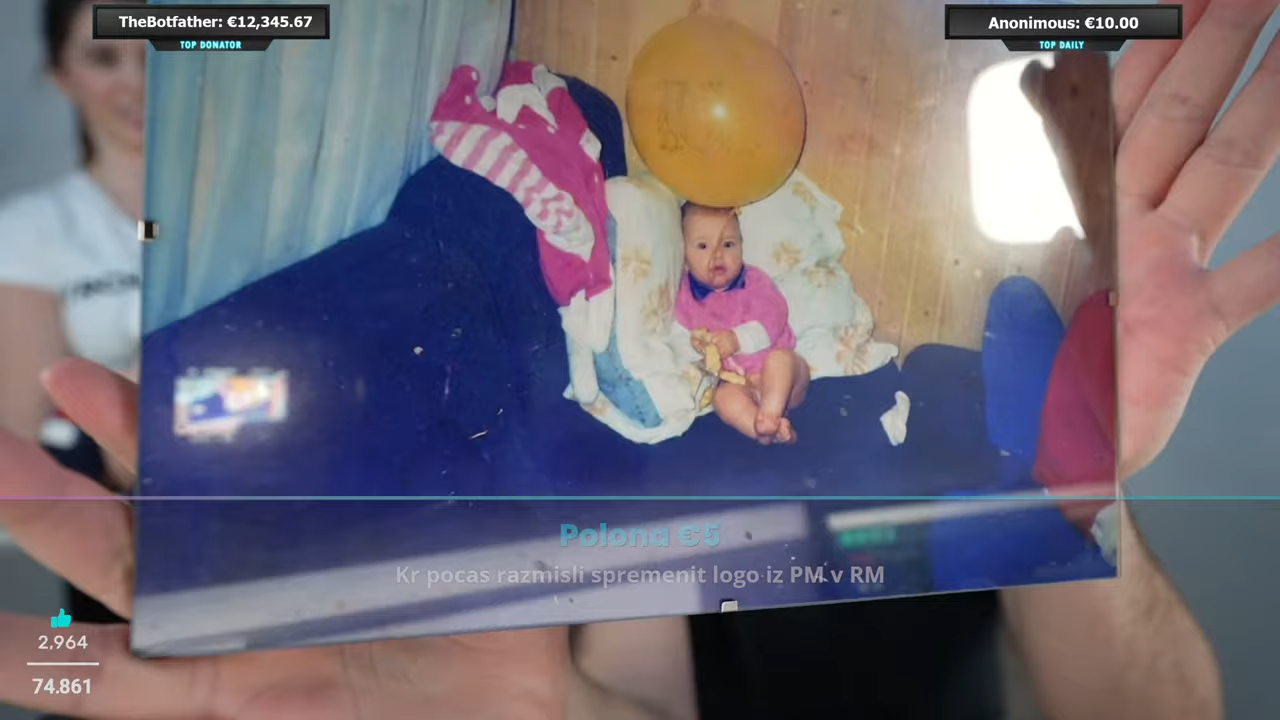 TheBotfather: €12,345.67
TOP DONATOR
Anonimous: €10.00
TOP DAILY
Polona €5
Kr pocas razmisli spremenit logo iz PM v RM
2,964
74.861